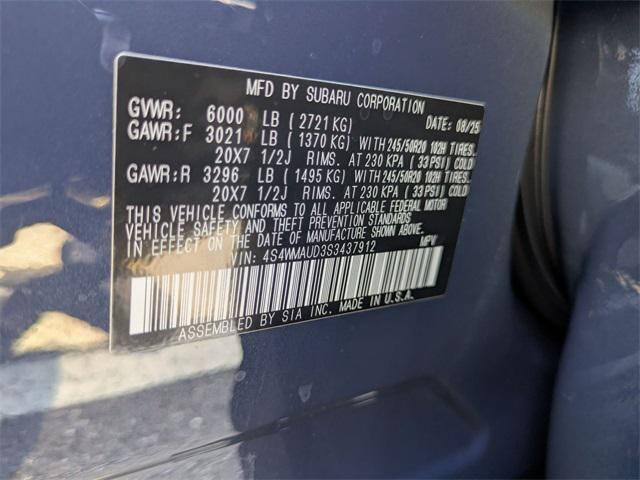 MFD BY SUBARU CORPORATION
GVWR: 6000 LB ( 2721 KG) DATE: 08/25
GAWR:F 3021 LB ( 1370 KG) WITH 245/50R20 102H TIRES.
20X7 1/2J RIMS. AT 230 KPA ( 33 PSI) COLD
GAWR:R 3296 LB ( 1495 KG) WITH 245/50R20 102H TIRES.
20X7 1/2J RIMS. AT 230 KPA ( 33 PSI) COLD
THIS VEHICLE CONFORMS TO ALL APPLICABLE FEDERAL MOTOR
VEHICLE SAFETY AND THEFT PREVENTION STANDARDS
IN EFFECT ON THE DATE OF MANUFACTURE SHOWN ABOVE.
VIN: 4S4WMAUD3S3437912 MPV
ASSEMBLED BY SIA INC. MADE IN U.S.A.